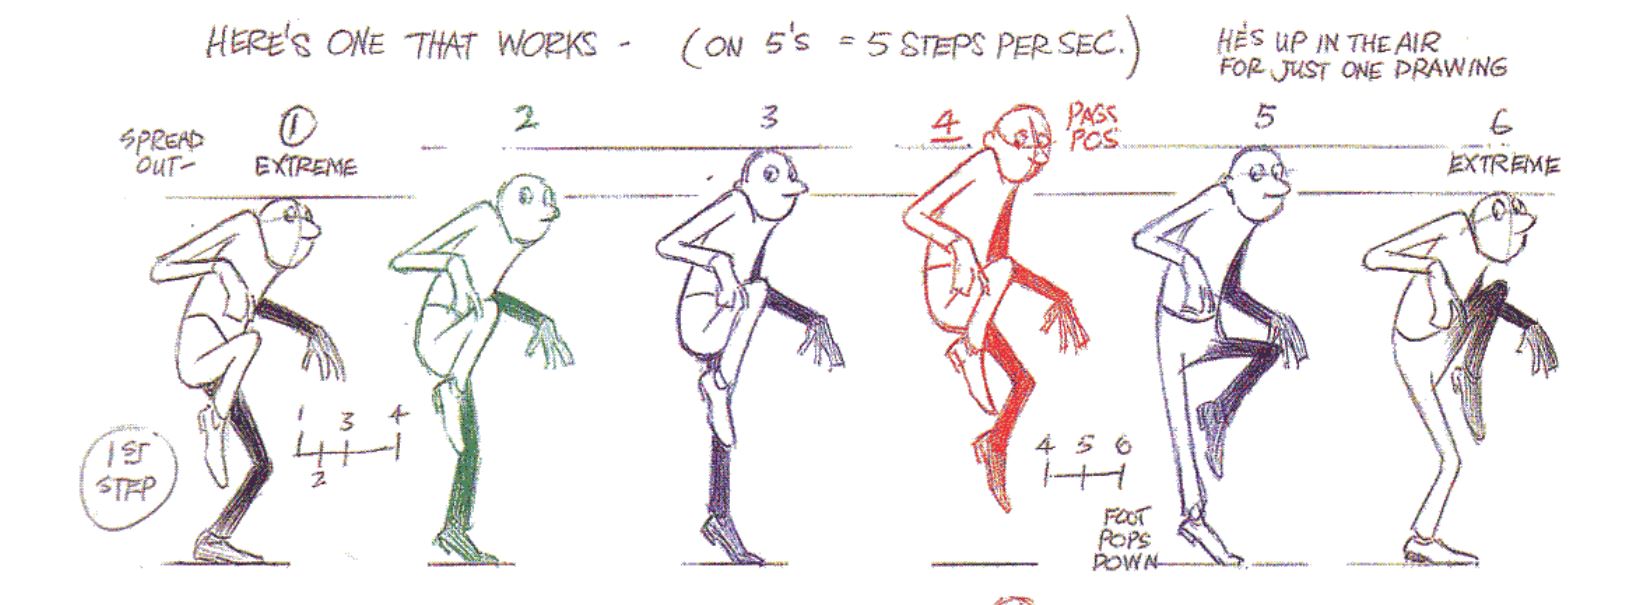 HERE'S ONE THAT WORKS - (ON 5'S = 5 STEPS PER SEC.)
HE'S UP IN THE AIR
FOR JUST ONE DRAWING
SPREAD
OUT-
1
EXTREME
2
3
4
PASS
POS
5
6
EXTREME
1ST
STEP
1 2 3 4
4 5 6
FOOT
POPS
DOWN